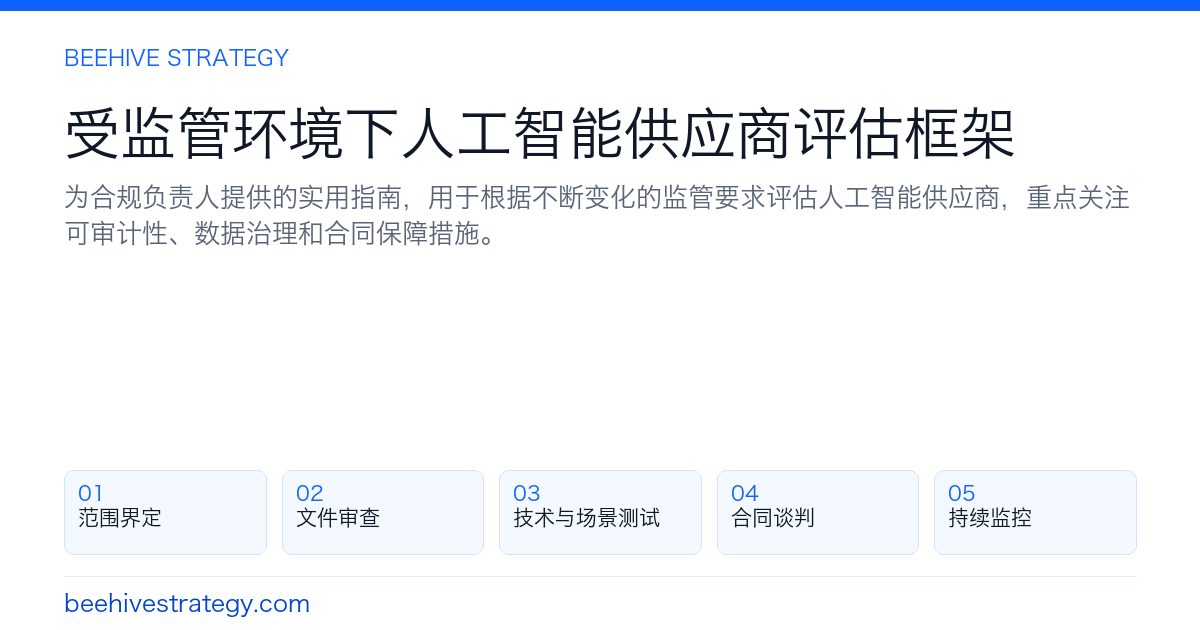 BEEHIVE STRATEGY
受监管环境下人工智能供应商评估框架
为合规负责人提供的实用指南，用于根据不断变化的监管要求评估人工智能供应商，重点关注
可审计性、数据治理和合同保障措施。
01
范围界定
02
文件审查
03
技术与场景测试
04
合同谈判
05
持续监控
beehivestrategy.com